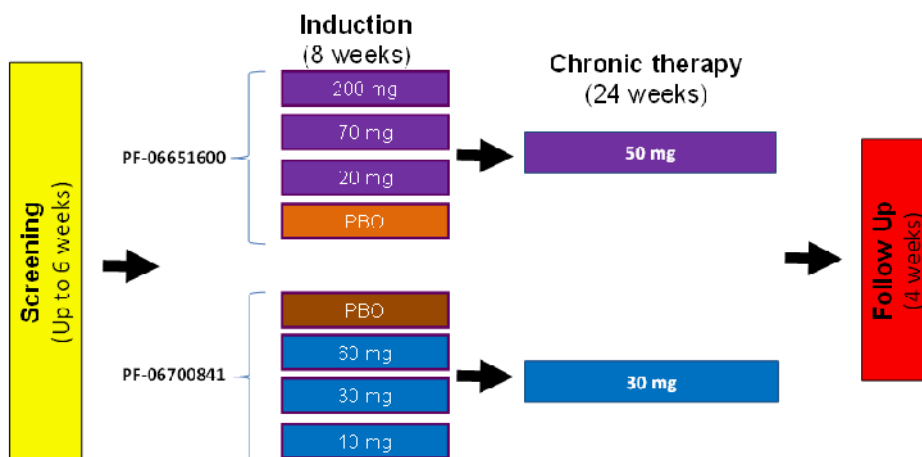 Screening
(Up to 6 weeks)
PF-06651600
PF-06700841
Induction
(8 weeks)
200 mg
70 mg
20 mg
PBO
PBO
60 mg
30 mg
10 mg
Chronic therapy
(24 weeks)
50 mg
30 mg
Follow Up
(4 weeks)